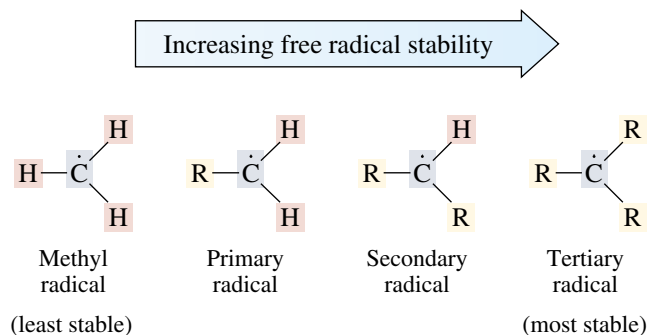 Increasing free radical stability
H H H R
H Ċ R Ċ R Ċ R Ċ
H H R R
Methyl radical
Primary radical
Secondary radical
Tertiary radical
(least stable)
(most stable)